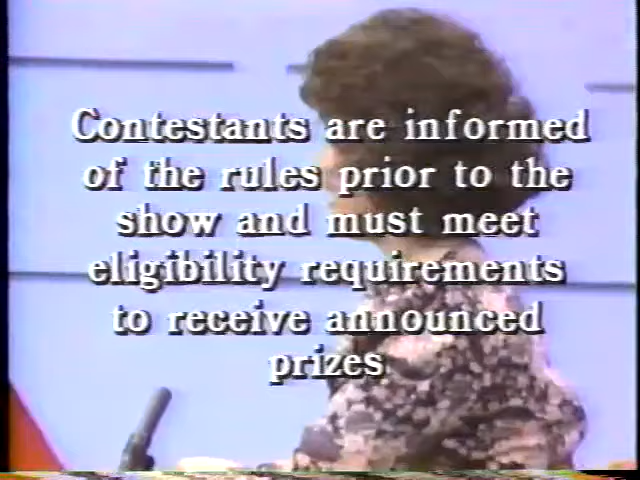 Contestants are informed
of the rules prior to the
show and must meet
eligibility requirements
to receive announced
prizes